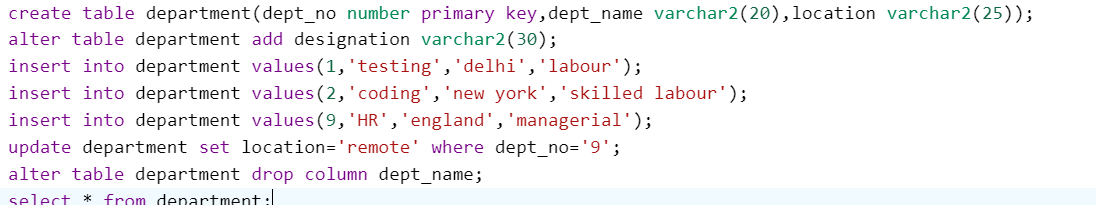 create table department(dept_no number primary key,dept_name varchar2(20),location varchar2(25));
alter table department add designation varchar2(30);
insert into department values(1,'testing','delhi','labour');
insert into department values(2,'coding','new york','skilled labour');
insert into department values(9,'HR','england','managerial');
update department set location='remote' where dept_no='9';
alter table department drop column dept_name;
select * from department;